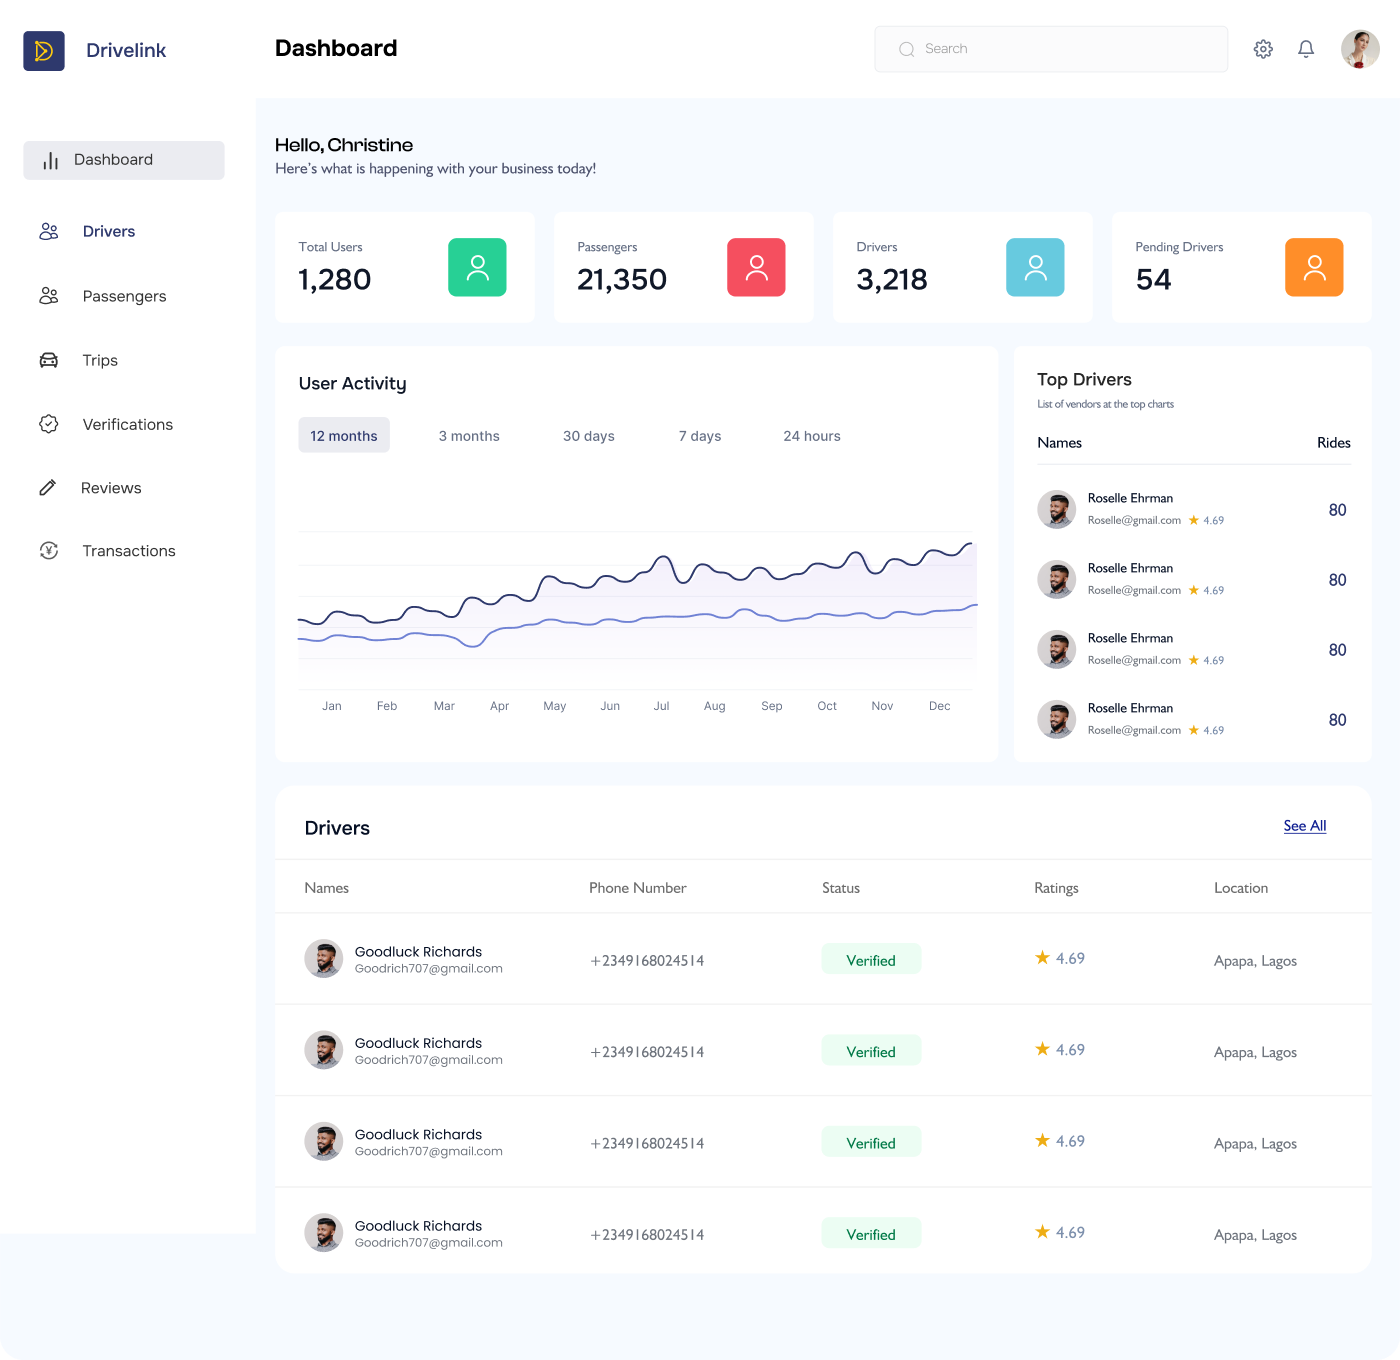 Drivelink
Dashboard
Search
Dashboard
Drivers
Passengers
Trips
Verifications
Reviews
Transactions
Hello, Christine
Here's what is happening with your business today!
Total Users
1,280
Passengers
21,350
Drivers
3,218
Pending Drivers
54
User Activity
12 months 3 months 30 days 7 days 24 hours
Jan Feb Mar Apr May Jun Jul Aug Sep Oct Nov Dec
Top Drivers
List of vendors at the top charts
Names Rides
Roselle Ehrman
Roselle@gmail.com ★ 4.69 80
Roselle Ehrman
Roselle@gmail.com ★ 4.69 80
Roselle Ehrman
Roselle@gmail.com ★ 4.69 80
Roselle Ehrman
Roselle@gmail.com ★ 4.69 80
Drivers See All
Names Phone Number Status Ratings Location
Goodluck Richards
Goodrich707@gmail.com +2349168024514 Verified ★ 4.69 Apapa, Lagos
Goodluck Richards
Goodrich707@gmail.com +2349168024514 Verified ★ 4.69 Apapa, Lagos
Goodluck Richards
Goodrich707@gmail.com +2349168024514 Verified ★ 4.69 Apapa, Lagos
Goodluck Richards
Goodrich707@gmail.com +2349168024514 Verified ★ 4.69 Apapa, Lagos